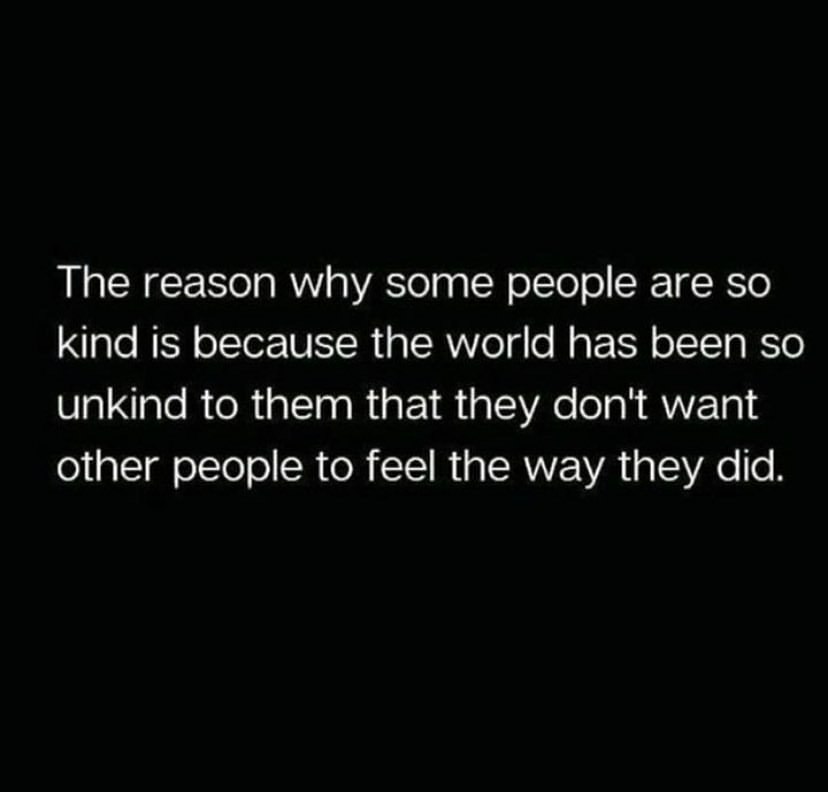 The reason why some people are so
kind is because the world has been so
unkind to them that they don't want
other people to feel the way they did.